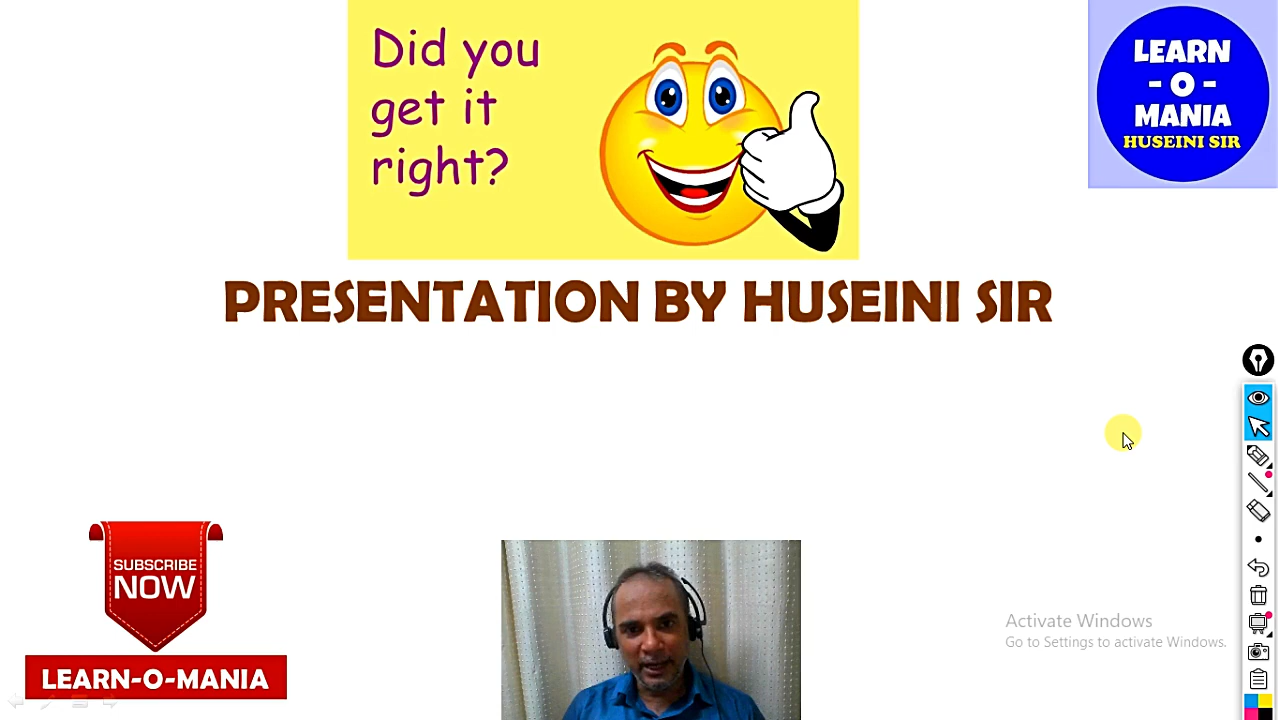 Did you
get it
right?
LEARN
- O -
MANIA
HUSEINI SIR
PRESENTATION BY HUSEINI SIR
SUBSCRIBE
NOW
LEARN-O-MANIA
Activate Windows
Go to Settings to activate Windows.